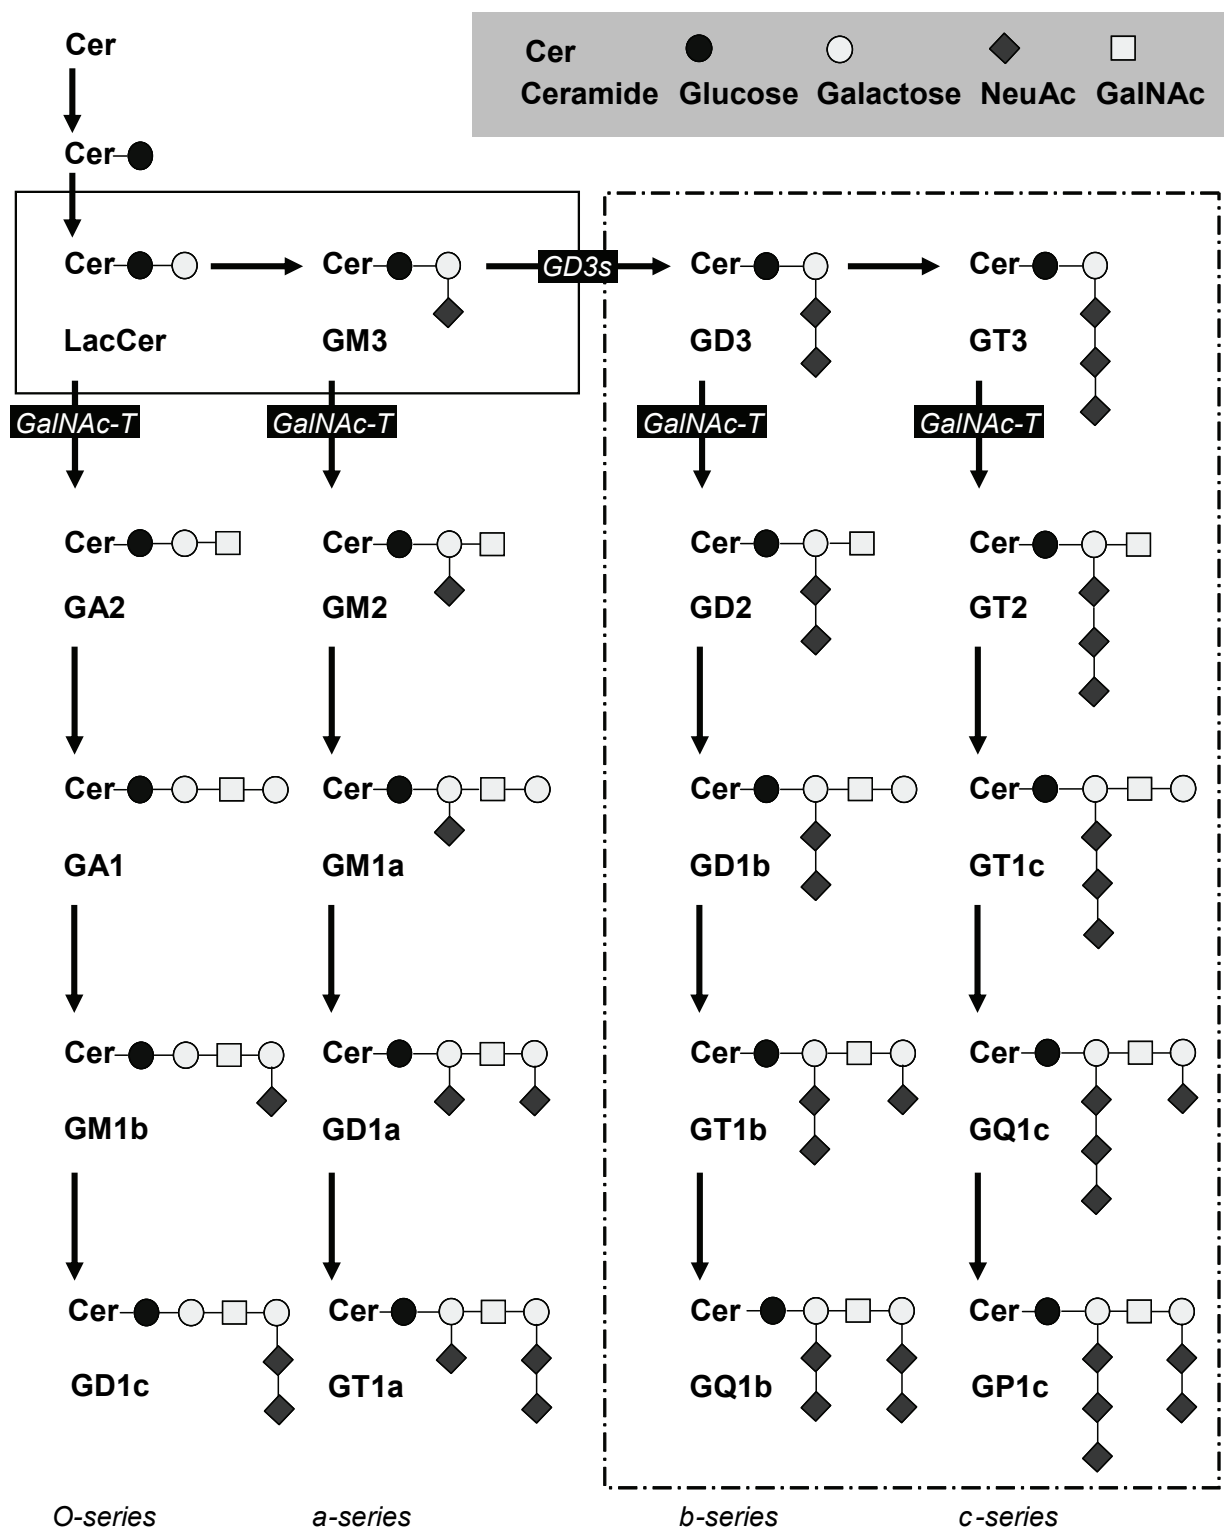 Cer
Cer
Ceramide Glucose Galactose NeuAc GalNAc
Cer
Cer Cer GD3s Cer Cer
LacCer GM3 GD3 GT3
GalNAc-T GalNAc-T GalNAc-T GalNAc-T
Cer Cer Cer Cer
GA2 GM2 GD2 GT2
Cer Cer Cer Cer
GA1 GM1a GD1b GT1c
Cer Cer Cer Cer
GM1b GD1a GT1b GQ1c
Cer Cer Cer Cer
GD1c GT1a GQ1b GP1c
O-series a-series b-series c-series